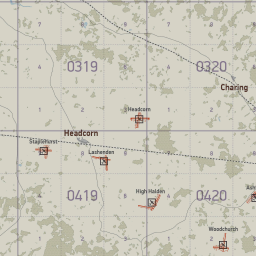 0319
0320
Charing
Headcorn
Headcorn
Staplehurst
Lashenden
0419
High Halden
0420
Woodchurch